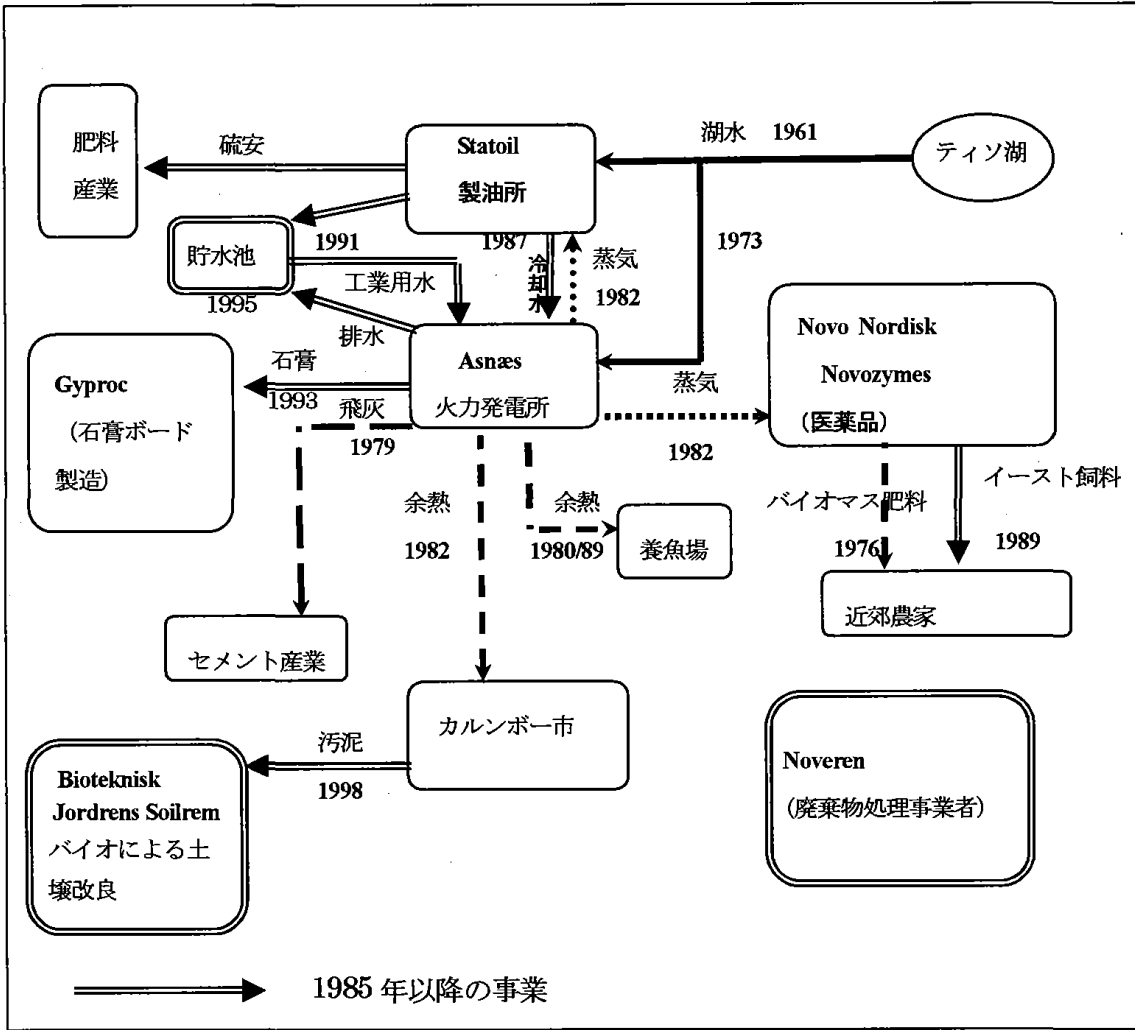 肥料
産業
硫安
Statoil
製油所
湖水 1961
ティソ湖
貯水池
1991
1987
1973
工業用水
冷却水
蒸気
1982
1995
排水
Novo Nordisk
Novozymes
(医薬品)
Gyproc
(石膏ボード
製造)
石膏
1993
Asnæs
火力発電所
蒸気
1982
飛灰
1979
余熱
1982
余熱
1980/89
養魚場
バイオマス肥料
1976
イースト飼料
1989
近郊農家
セメント産業
カルンボー市
汚泥
1998
Bioteknisk
Jordrens Soilrem
バイオによる土
壌改良
Noveren
(廃棄物処理事業者)
1985年以降の事業